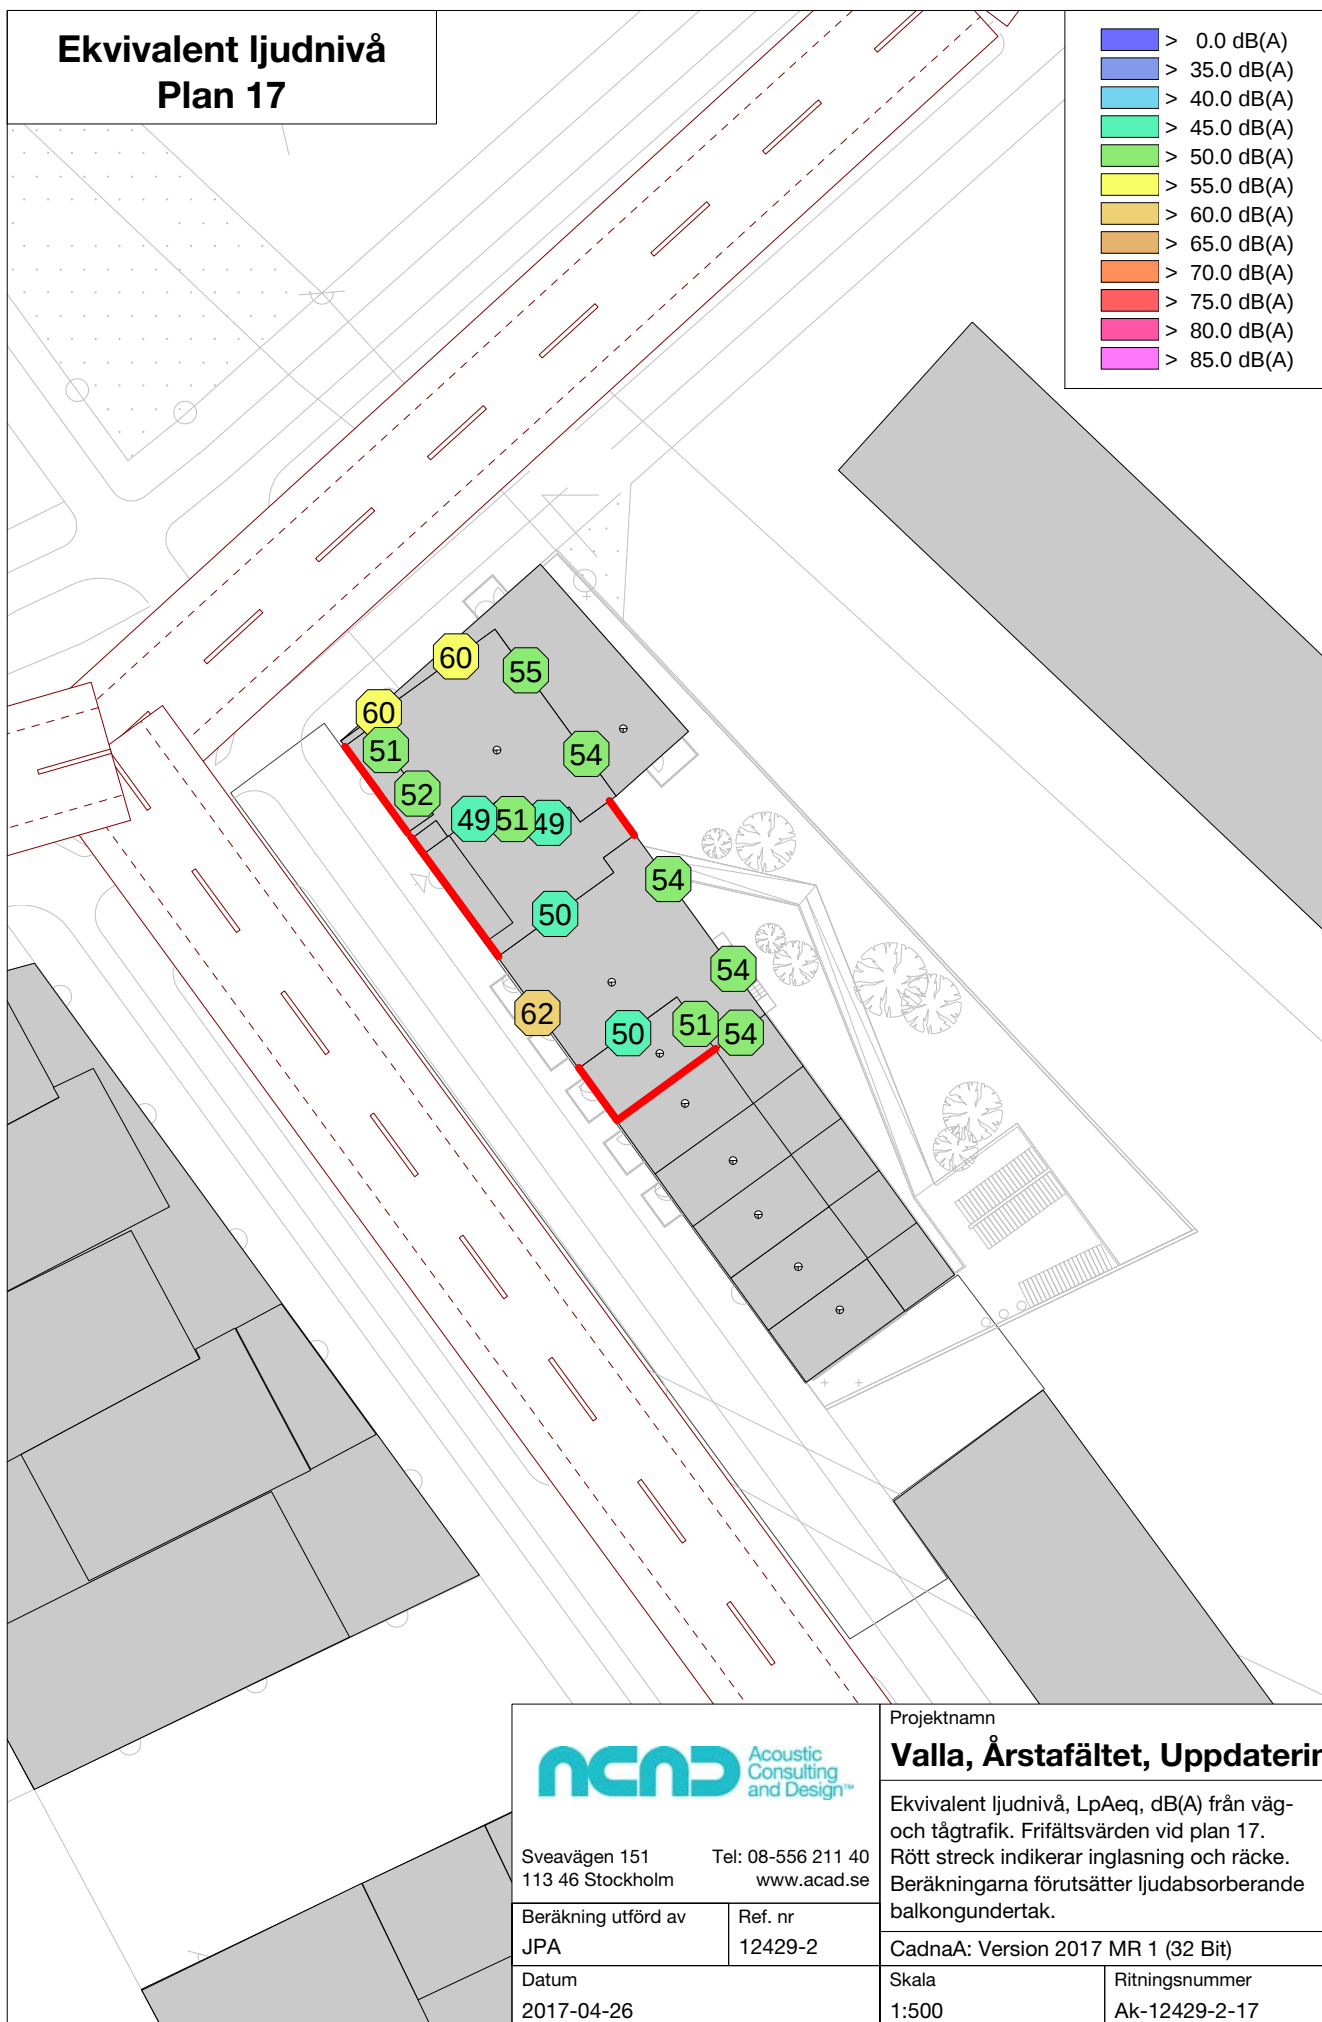 Ekvivalent ljudnivå
Plan 17
> 0.0 dB(A)
> 35.0 dB(A)
> 40.0 dB(A)
> 45.0 dB(A)
> 50.0 dB(A)
> 55.0 dB(A)
> 60.0 dB(A)
> 65.0 dB(A)
> 70.0 dB(A)
> 75.0 dB(A)
> 80.0 dB(A)
> 85.0 dB(A)
60
55
60
51
54
52
49
51
49
54
50
54
62
50
51
54
ACAD
Acoustic
Consulting
and Design™
Sveavägen 151
113 46 Stockholm
Tel: 08-556 211 40
www.acad.se
Beräkning utförd av
JPA
Ref. nr
12429-2
Datum
2017-04-26
Projektnamn
Valla, Årstafältet, Uppdaterin
Ekvivalent ljudnivå, LpAeq, dB(A) från väg-
och tågtrafik. Frifältsvärden vid plan 17.
Rött streck indikerar inglasning och räcke.
Beräkningarna förutsätter ljudabsorberande
balkongundertak.
CadnaA: Version 2017 MR 1 (32 Bit)
Skala
1:500
Ritningsnummer
Ak-12429-2-17